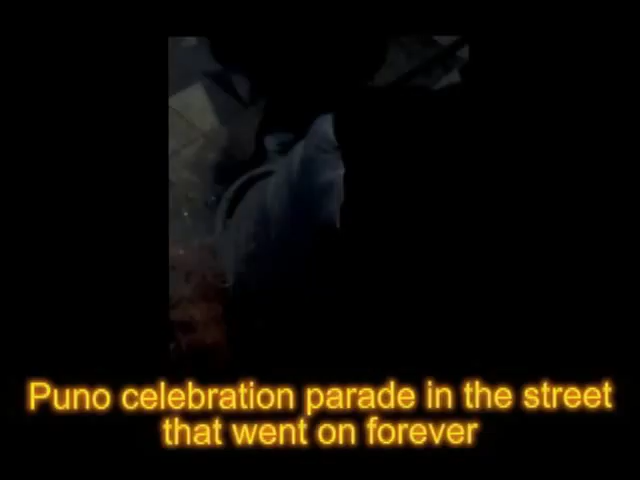 Puno celebration parade in the street
that went on forever